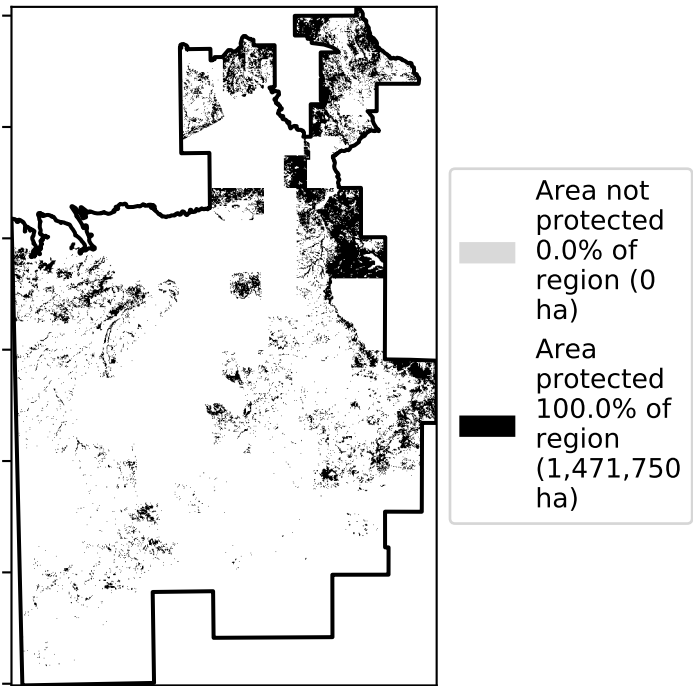 Area not
protected
0.0% of
region (0
ha)
Area
protected
100.0% of
region
(1,471,750
ha)